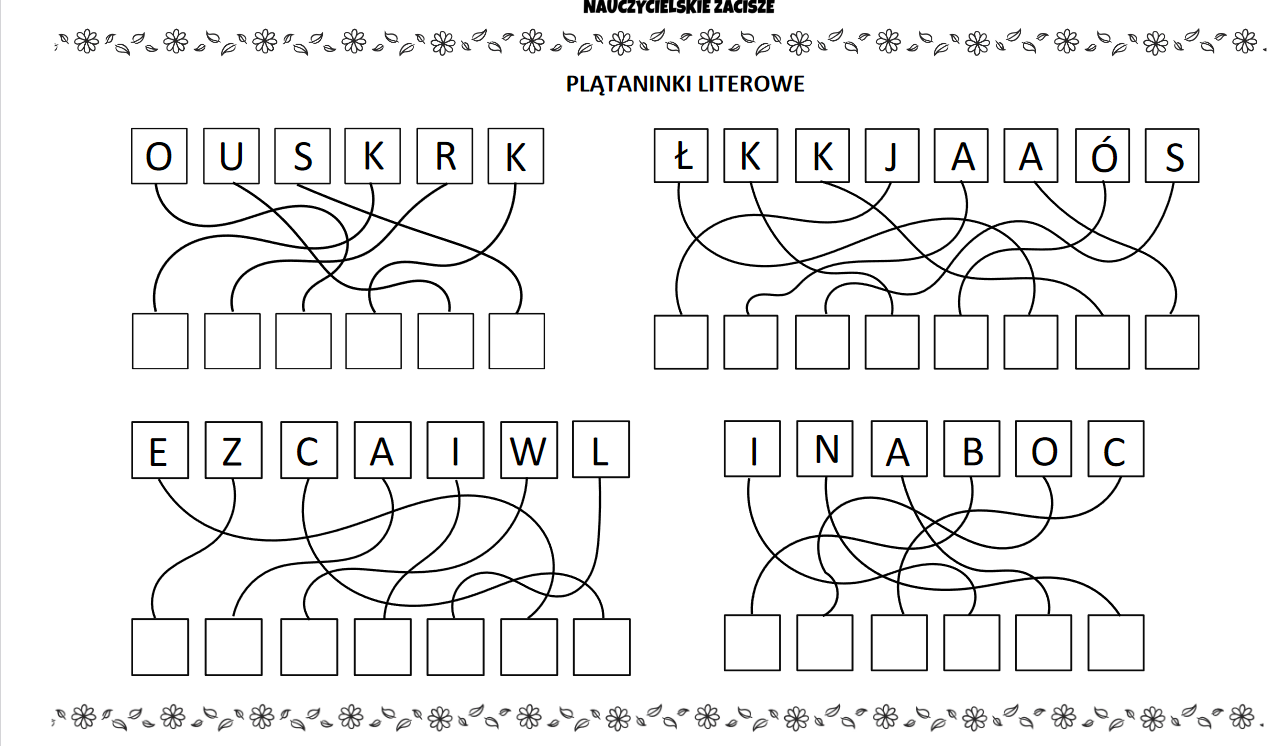 NAUCZYCIELSKIE ZACISZE
PLĄTANINKI LITEROWE
O U S K R K
Ł K K J A A Ó S
E Z C A I W L
I N A B O C